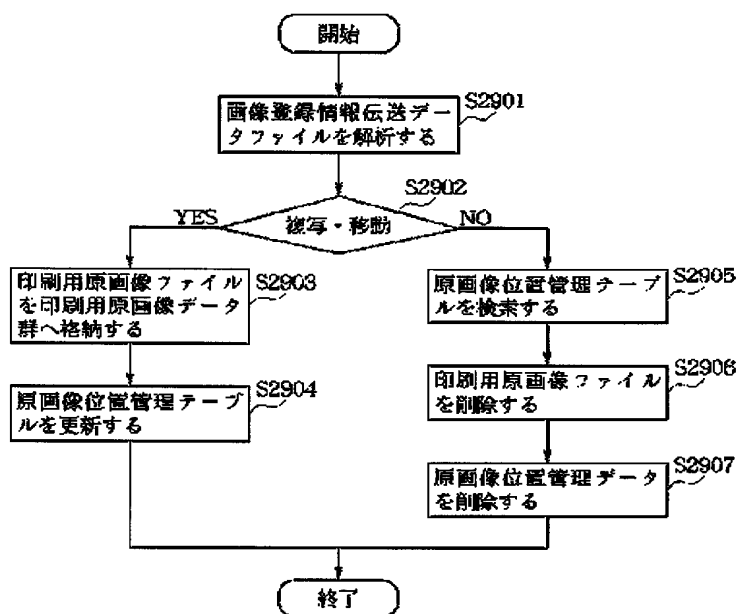 開始
S2901
画像登録情報伝送デー
タファイルを解析する
S2902
YES
複写・移動
NO
印刷用原画像ファイル
を印刷用原画像データ
群へ格納する
S2903
原画像位置管理テーブ
ルを更新する
S2904
原画像位置管理テーブ
ルを検索する
S2905
印刷用原画像ファイル
を削除する
S2906
原画像位置管理データ
を削除する
S2907
終了